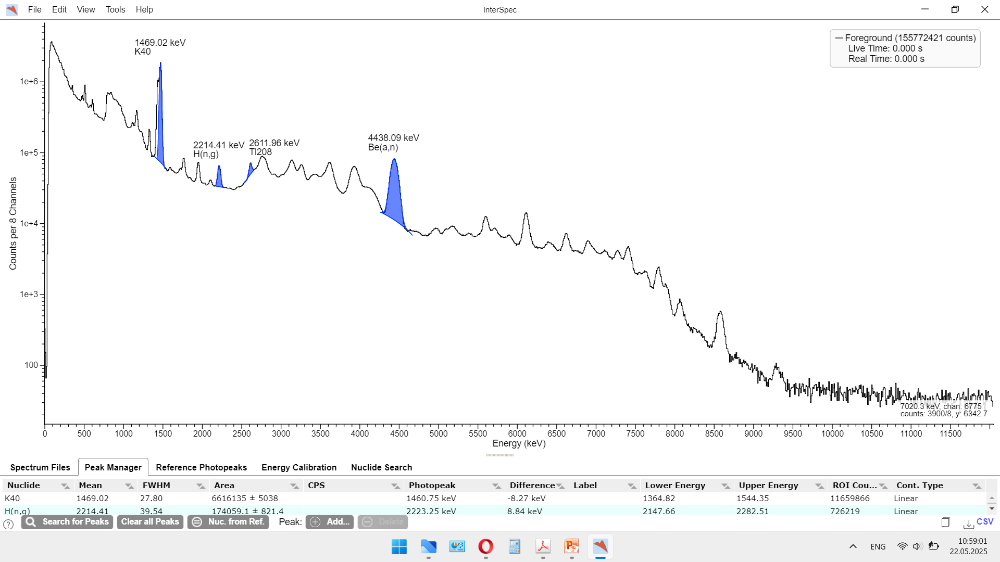 File Edit View Tools Help
InterSpec
1469.02 keV
K40
2214.41 keV
H(n,g)
2611.96 keV
Tl208
4438.09 keV
Be(a,n)
Foreground (155772421 counts)
Live Time: 0.000 s
Real Time: 0.000 s
1e+6
1e+5
1e+4
1e+3
100
Counts per 8 Channels
7020.3 keV, chan: 6775
counts: 3900/8, y: 6342.7
0 500 1000 1500 2000 2500 3000 3500 4000 4500 5000 5500 6000 6500 7000 7500 8000 8500 9000 9500 10000 10500 11000 11500
Energy (keV)
Spectrum Files Peak Manager Reference Photopeaks Energy Calibration Nuclide Search
Nuclide Mean FWHM Area CPS Photopeak Difference Label Lower Energy Upper Energy ROI Cou... Cont. Type
K40 1469.02 27.80 6616135 ± 5038 1460.75 keV -8.27 keV 1364.82 1544.35 11659866 Linear
H(n,g) 2214.41 39.54 174059.1 ± 821.4 2223.25 keV 8.84 keV 2147.66 2282.51 726219 Linear
? Search for Peaks Clear all Peaks Nuc. from Ref. Peak: Add... Delete CSV
ENG
10:59:01
22.05.2025